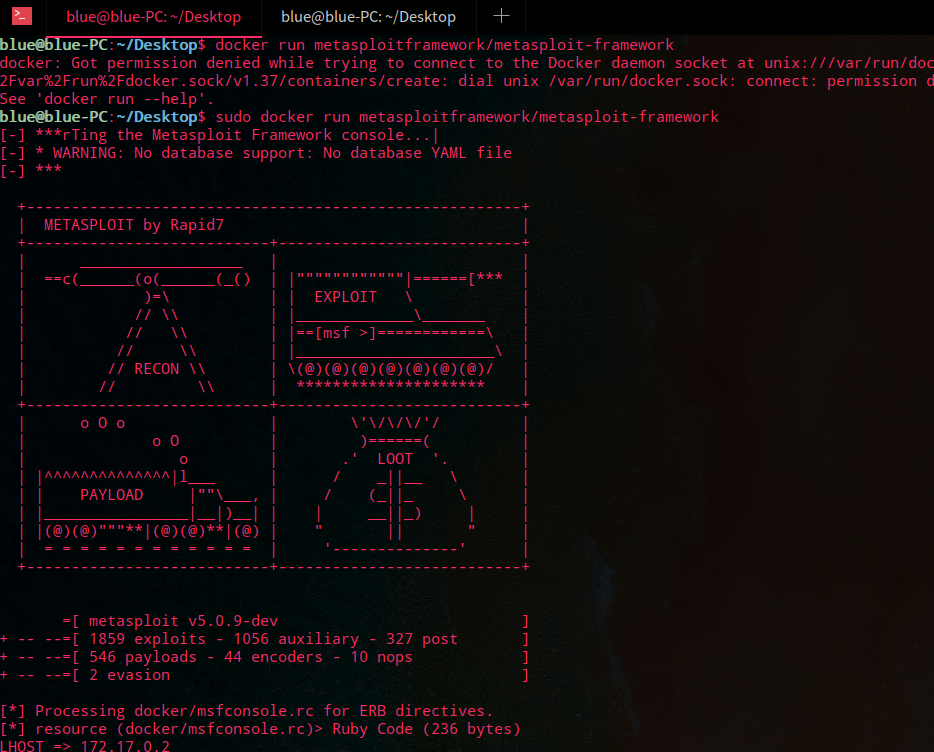 blue@blue-PC: ~/Desktop blue@blue-PC: ~/Desktop
blue@blue-PC:~/Desktop$ docker run metasploitframework/metasploit-framework
docker: Got permission denied while trying to connect to the Docker daemon socket at unix:///var/run/doc
2Fvar%2Frun%2Fdocker.sock/v1.37/containers/create: dial unix /var/run/docker.sock: connect: permission d
See 'docker run --help'.
blue@blue-PC:~/Desktop$ sudo docker run metasploitframework/metasploit-framework
[-] ***rTing the Metasploit Framework console...|
[-] * WARNING: No database support: No database YAML file
[-] ***
METASPLOIT by Rapid7
EXPLOIT
==[msf >]============
RECON
LOOT
PAYLOAD
=[ metasploit v5.0.9-dev ]
+ -- --=[ 1859 exploits - 1056 auxiliary - 327 post ]
+ -- --=[ 546 payloads - 44 encoders - 10 nops ]
+ -- --=[ 2 evasion ]
[*] Processing docker/msfconsole.rc for ERB directives.
[*] resource (docker/msfconsole.rc)> Ruby Code (236 bytes)
LHOST => 172.17.0.2